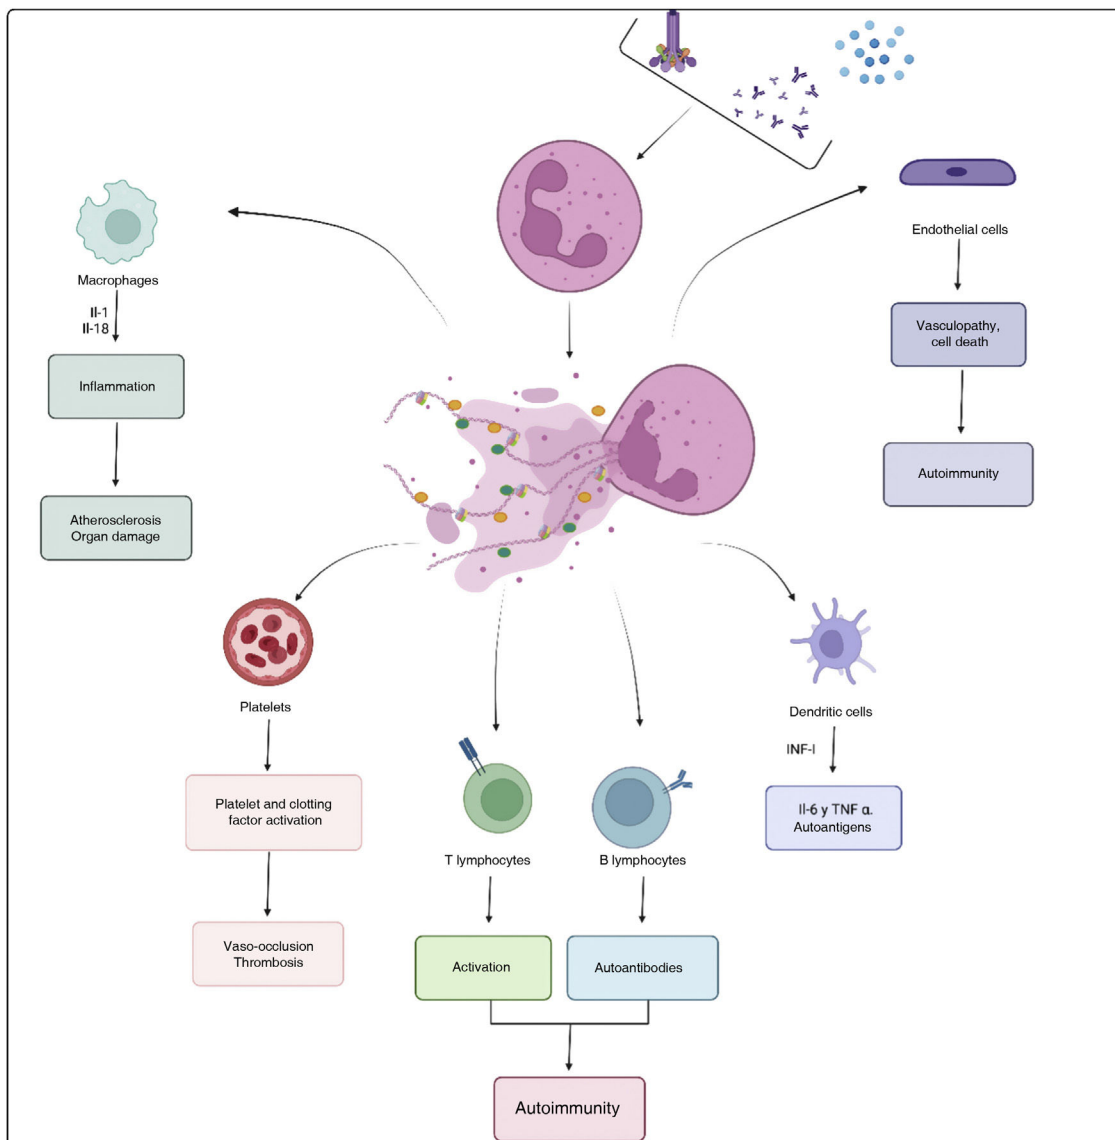 Endothelial cells
Vasculopathy,
cell death
Autoimmunity
Macrophages
Il-1
Il-18
Inflammation
Atherosclerosis
Organ damage
Platelets
Platelet and clotting
factor activation
Vaso-occlusion
Thrombosis
T lymphocytes
Activation
B lymphocytes
Autoantibodies
Autoimmunity
Dendritic cells
INF-I
Il-6 y TNF α.
Autoantigens